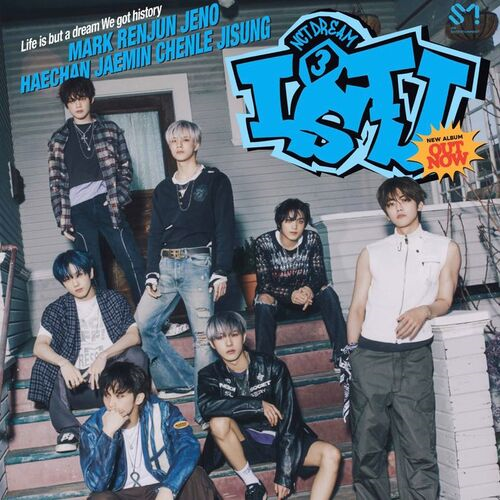 Life is but a dream We got history
MARK RENJUN JENO
HAECHAN JAEMIN CHENLE JISUNG
NCT DREAM
3
ISTJ
NEW ALBUM
OUT
NOW
SM